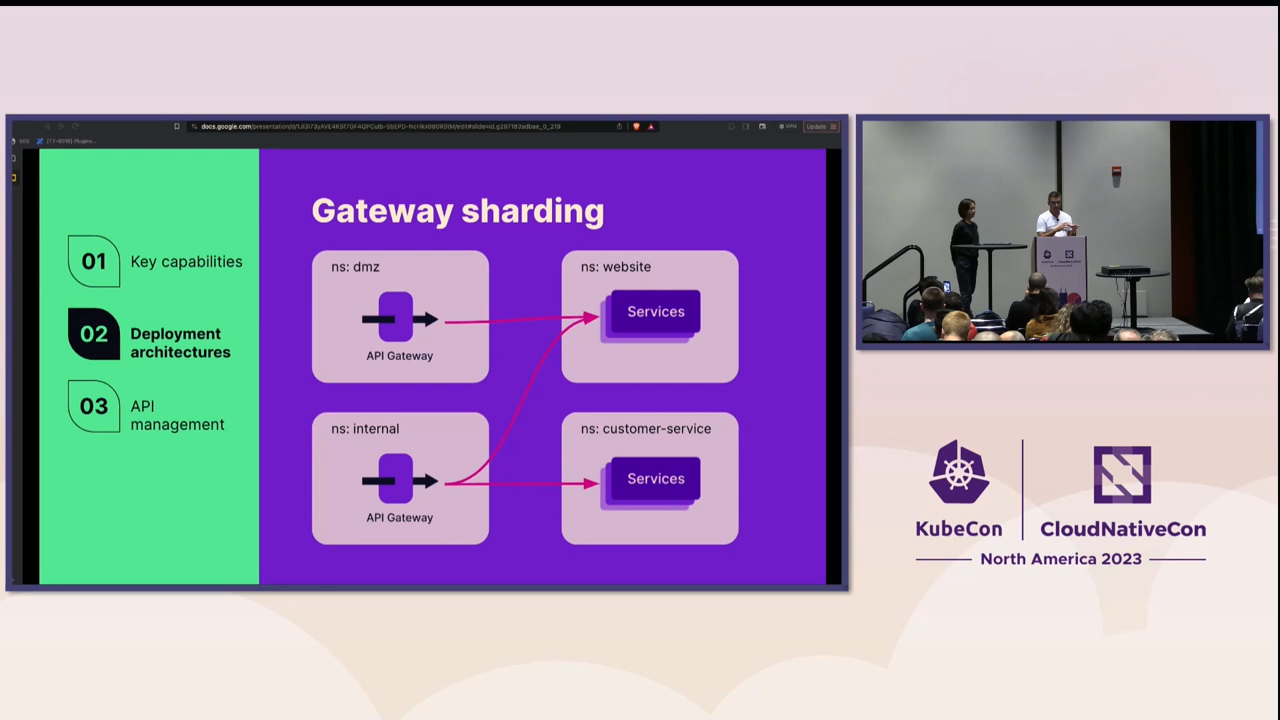 Update
Gateway sharding
01
Key capabilities
02
Deployment
architectures
03
API
management
ns: dmz
API Gateway
ns: website
Services
ns: internal
API Gateway
ns: customer-service
Services
KubeCon
CloudNativeCon
North America 2023